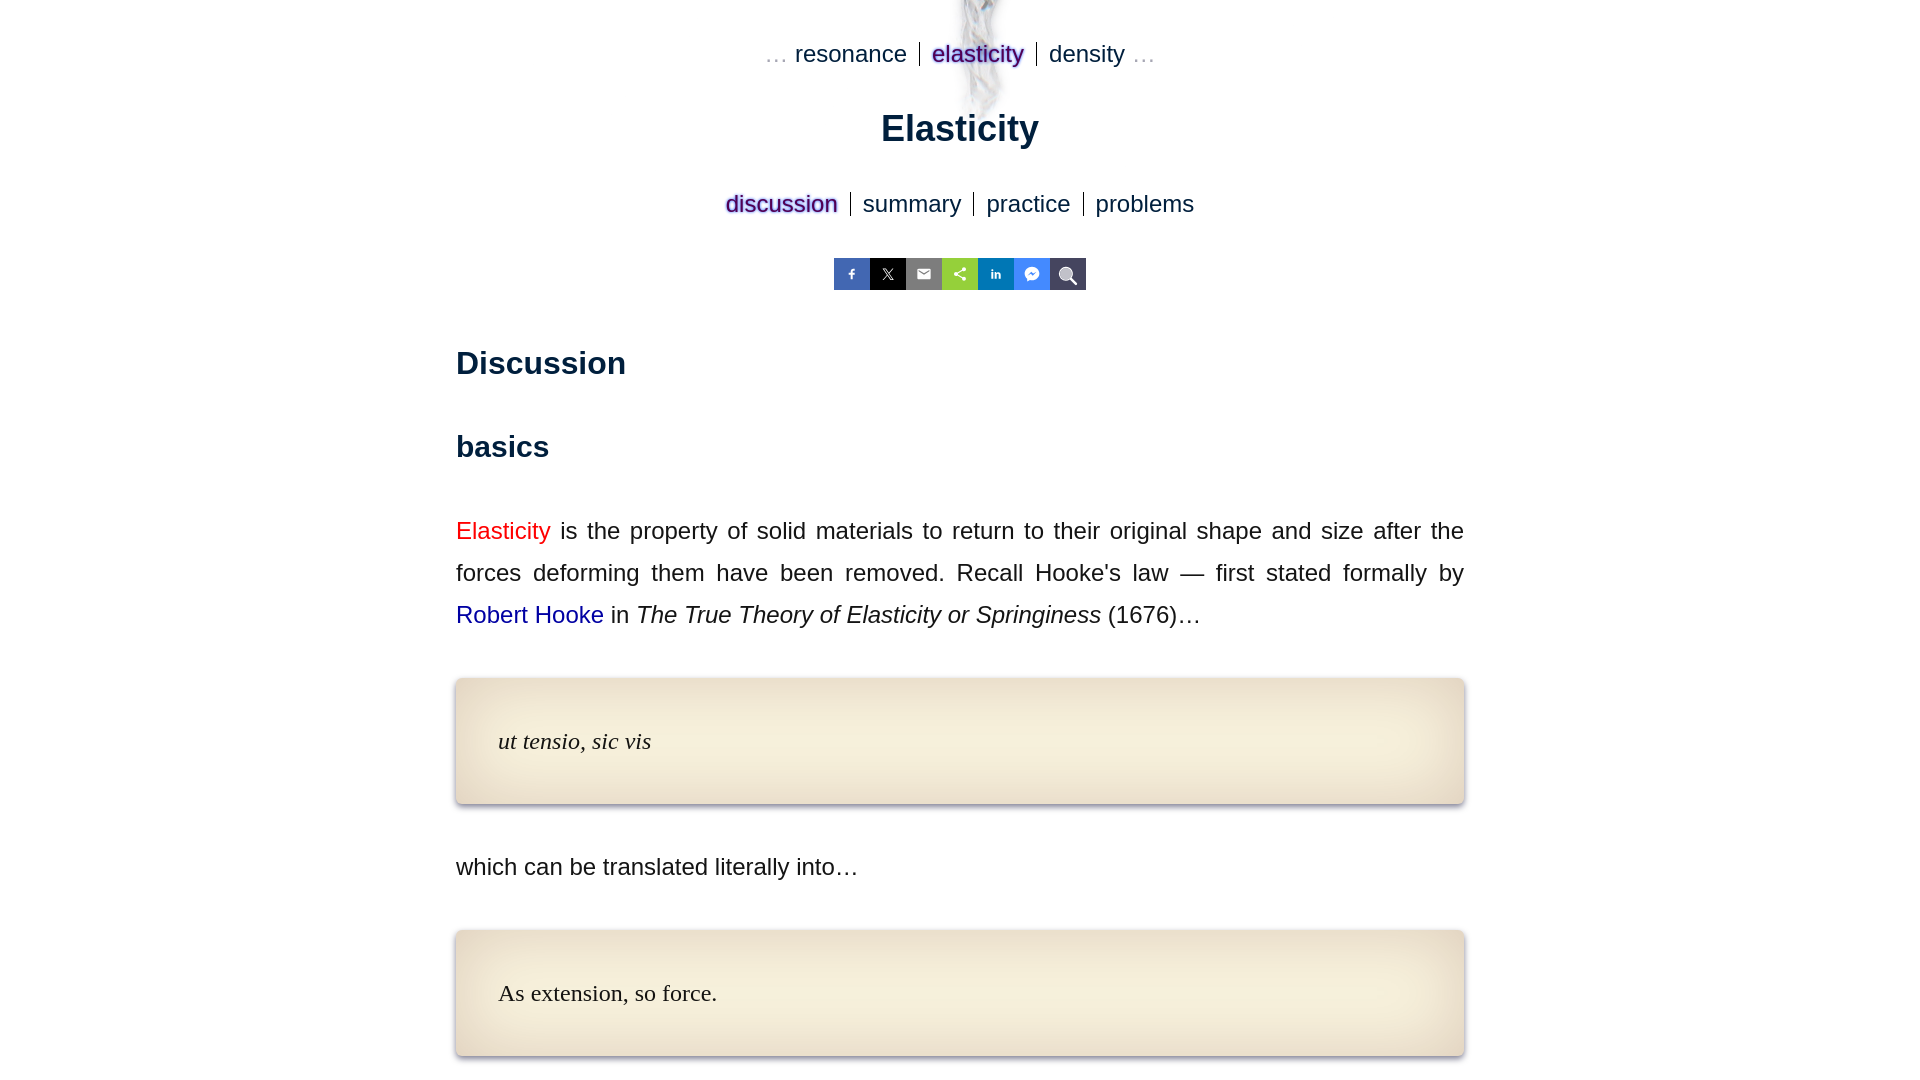 … resonance | elasticity | density …
Elasticity
discussion | summary | practice | problems
Discussion
basics
Elasticity is the property of solid materials to return to their original shape and size after the
forces deforming them have been removed. Recall Hooke's law — first stated formally by
Robert Hooke in The True Theory of Elasticity or Springiness (1676)…
ut tensio, sic vis
which can be translated literally into…
As extension, so force.